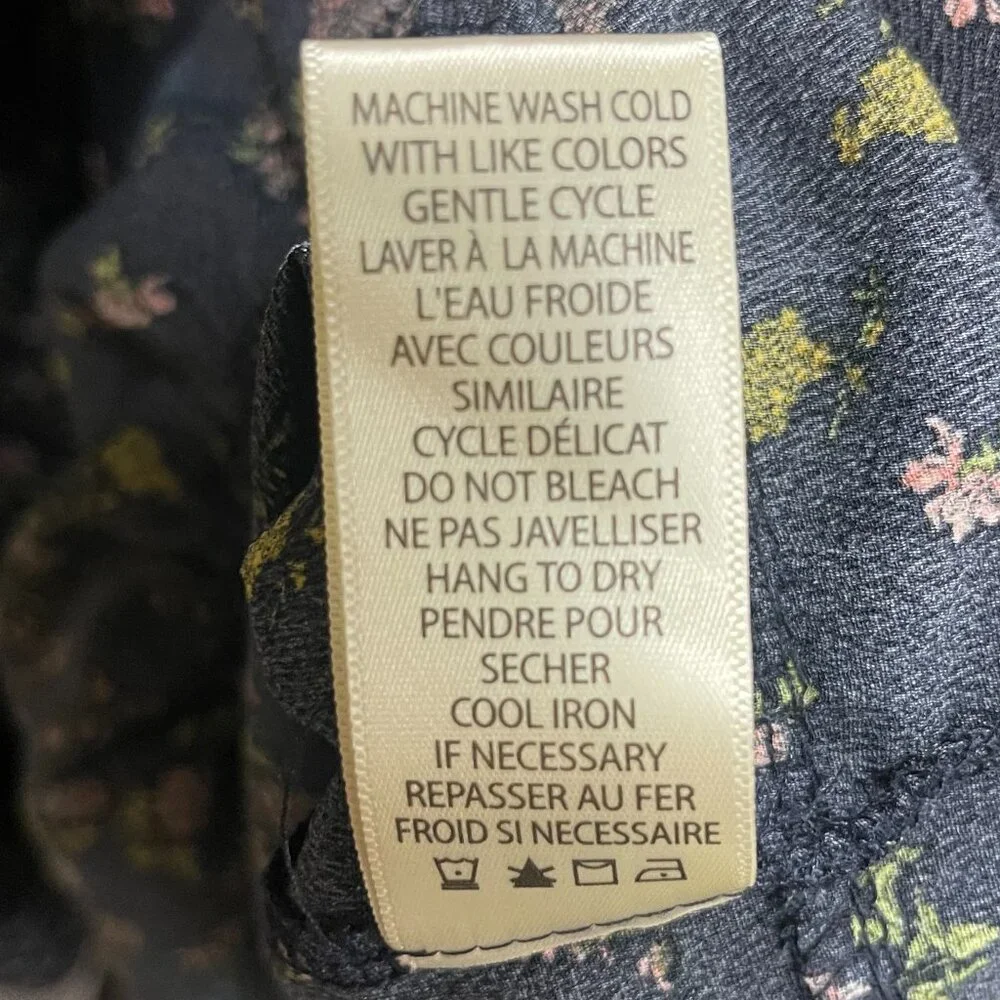 MACHINE WASH COLD
WITH LIKE COLORS
GENTLE CYCLE
LAVER À LA MACHINE
L'EAU FROIDE
AVEC COULEURS
SIMILAIRE
CYCLE DÉLICAT
DO NOT BLEACH
NE PAS JAVELLISER
HANG TO DRY
PENDRE POUR
SECHER
COOL IRON
IF NECESSARY
REPASSER AU FER
FROID SI NECESSAIRE